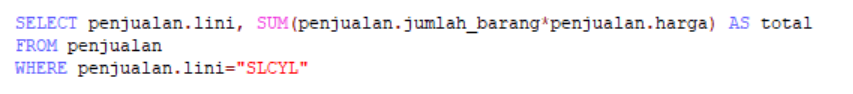 SELECT penjualan.lini, SUM(penjualan.jumlah_barang*penjualan.harga) AS total
FROM penjualan
WHERE penjualan.lini="SLCYL"